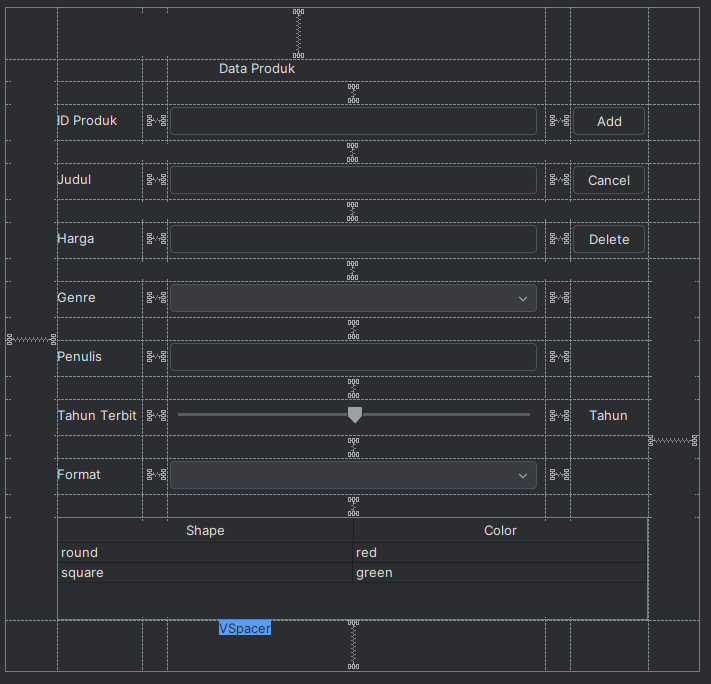 Data Produk
ID Produk Add
Judul Cancel
Harga Delete
Genre
Penulis
Tahun Terbit Tahun
Format
Shape Color
round red
square green
VSpacer